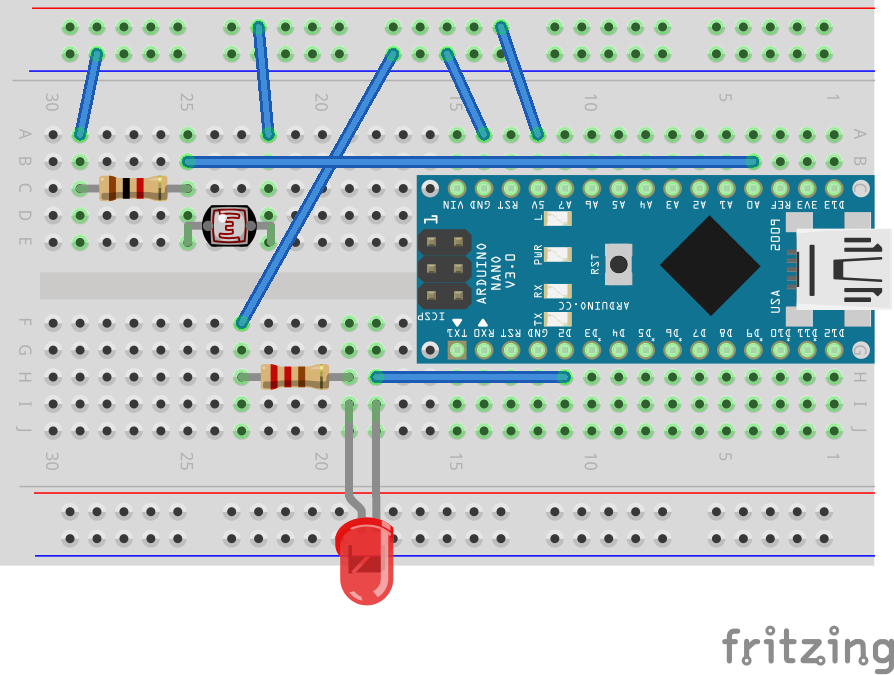 30 25 20 15 10 5 1
A A
B B
C C
VIN GND RST 5V A7 A6 A5 A4 A3 A2 A1 A0 REF 3V3 D13
D
1
L
2009
E
PWR
RST
ARDUINO
NANO
V3.0
RX
USA
ARDUINO.CC
ICSP
TX
F
TX1 RX0 RST GND D2 D3 D4 D5 D6 D7 D8 D9 D10 D11 D12
G G
H H
I I
J J
30 25 20 15 10 5 1
fritzing